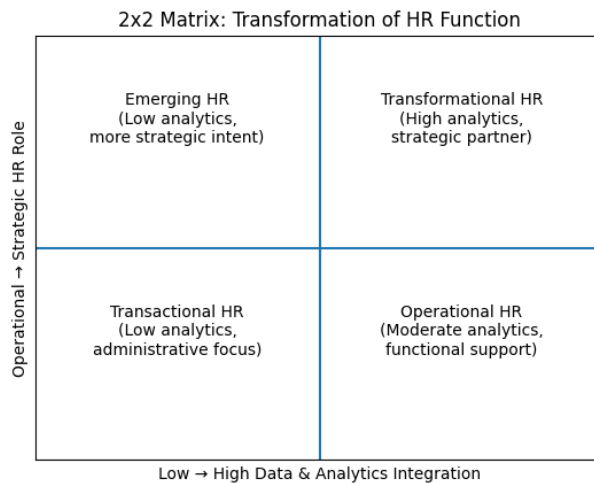 2x2 Matrix: Transformation of HR Function
Emerging HR
(Low analytics,
more strategic intent)
Transformational HR
(High analytics,
strategic partner)
Transactional HR
(Low analytics,
administrative focus)
Operational HR
(Moderate analytics,
functional support)
Operational → Strategic HR Role
Low → High Data & Analytics Integration